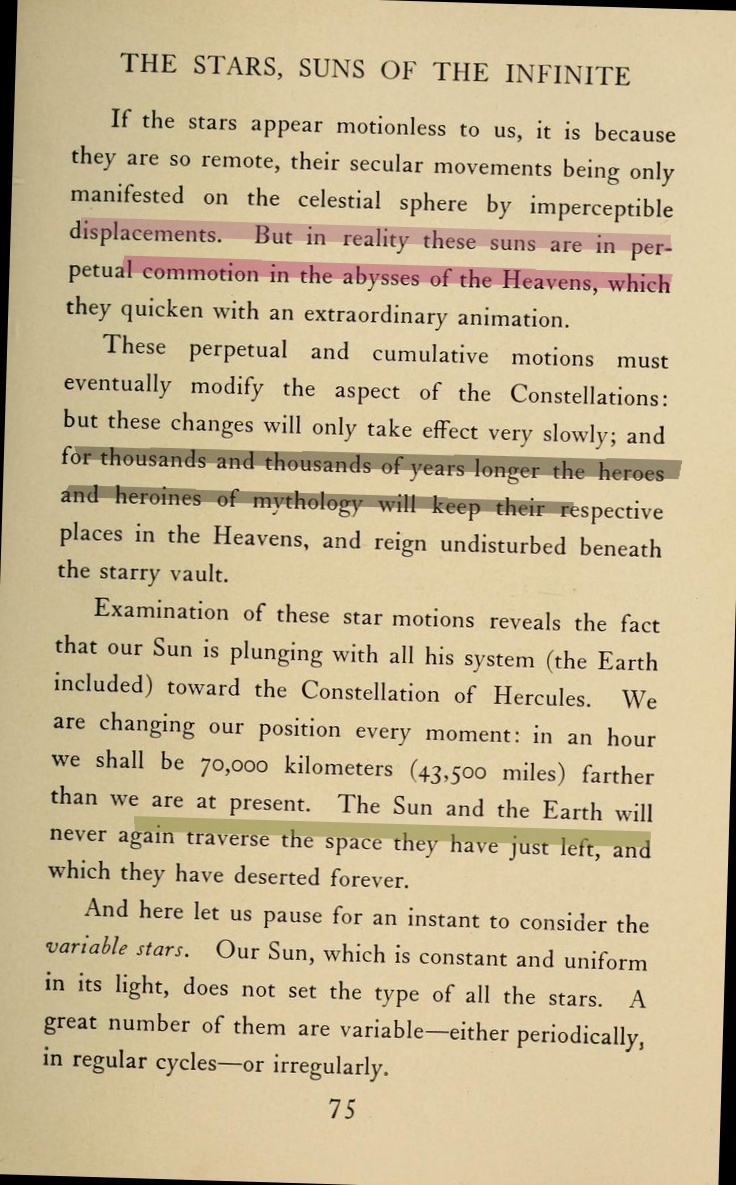 THE STARS, SUNS OF THE INFINITE
If the stars appear motionless to us, it is because
they are so remote, their secular movements being only
manifested on the celestial sphere by imperceptible
displacements. But in reality these suns are in per-
petual commotion in the abysses of the Heavens, which
they quicken with an extraordinary animation.
These perpetual and cumulative motions must
eventually modify the aspect of the Constellations:
but these changes will only take effect very slowly; and
for thousands and thousands of years longer the heroes
and heroines of mythology will keep their respective
places in the Heavens, and reign undisturbed beneath
the starry vault.
Examination of these star motions reveals the fact
that our Sun is plunging with all his system (the Earth
included) toward the Constellation of Hercules. We
are changing our position every moment: in an hour
we shall be 70,000 kilometers (43,500 miles) farther
than we are at present. The Sun and the Earth will
never again traverse the space they have just left, and
which they have deserted forever.
And here let us pause for an instant to consider the
variable stars. Our Sun, which is constant and uniform
in its light, does not set the type of all the stars. A
great number of them are variable—either periodically,
in regular cycles—or irregularly.
75